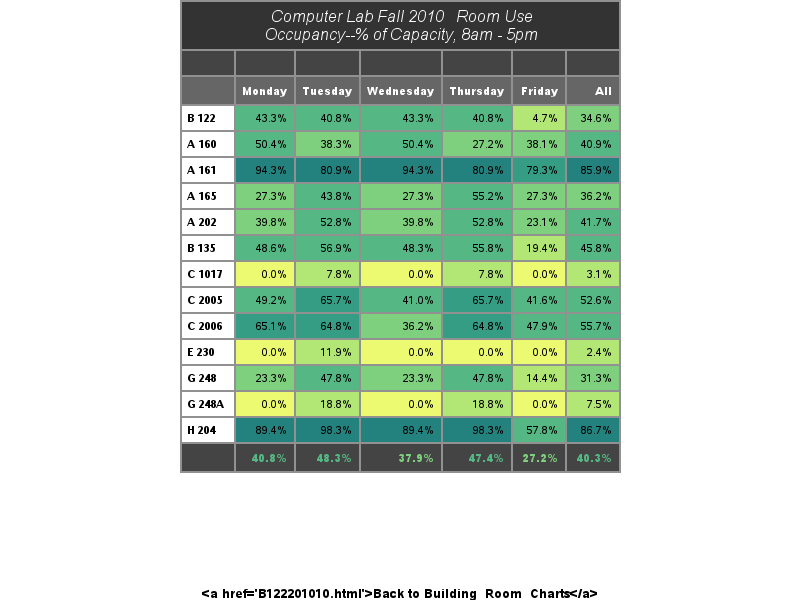 Computer Lab Fall 2010 Room Use
Occupancy--% of Capacity, 8am - 5pm
Monday Tuesday Wednesday Thursday Friday All
B 122 43.3% 40.8% 43.3% 40.8% 4.7% 34.6%
A 160 50.4% 38.3% 50.4% 27.2% 38.1% 40.9%
A 161 94.3% 80.9% 94.3% 80.9% 79.3% 85.9%
A 165 27.3% 43.8% 27.3% 55.2% 27.3% 36.2%
A 202 39.8% 52.8% 39.8% 52.8% 23.1% 41.7%
B 135 48.6% 56.9% 48.3% 55.8% 19.4% 45.8%
C 1017 0.0% 7.8% 0.0% 7.8% 0.0% 3.1%
C 2005 49.2% 65.7% 41.0% 65.7% 41.6% 52.6%
C 2006 65.1% 64.8% 36.2% 64.8% 47.9% 55.7%
E 230 0.0% 11.9% 0.0% 0.0% 0.0% 2.4%
G 248 23.3% 47.8% 23.3% 47.8% 14.4% 31.3%
G 248A 0.0% 18.8% 0.0% 18.8% 0.0% 7.5%
H 204 89.4% 98.3% 89.4% 98.3% 57.8% 86.7%
40.8% 48.3% 37.9% 47.4% 27.2% 40.3%
<a href='B122201010.html'>Back to Building Room Charts</a>